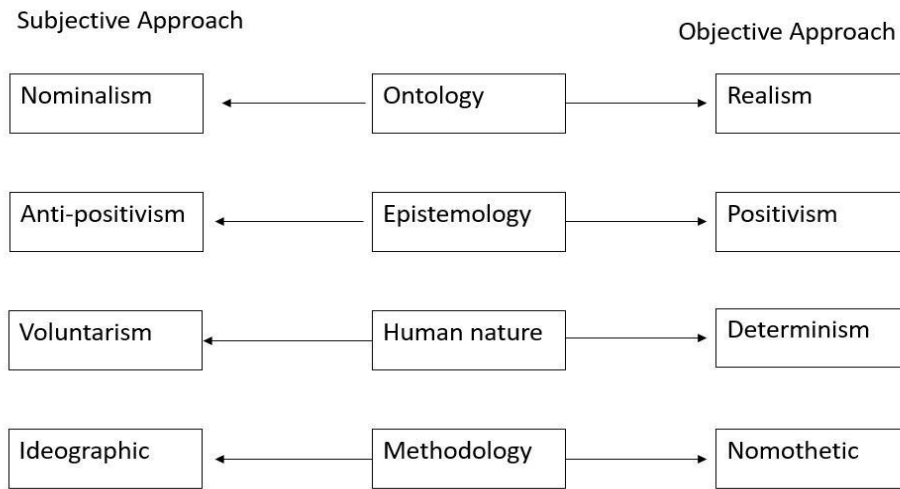 Subjective Approach
Objective Approach
Nominalism
Ontology
Realism
Anti-positivism
Epistemology
Positivism
Voluntarism
Human nature
Determinism
Ideographic
Methodology
Nomothetic